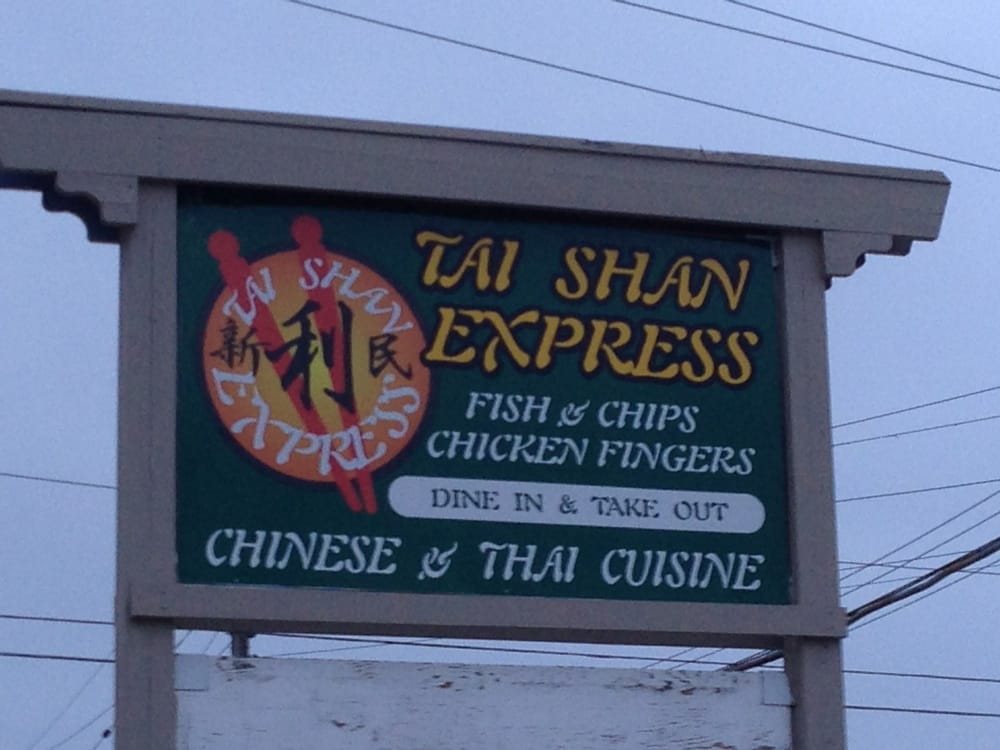 TAI SHAN
新利民
EXPRESS
TAI SHAN
EXPRESS
FISH & CHIPS
CHICKEN FINGERS
DINE IN & TAKE OUT
CHINESE & THAI CUISINE